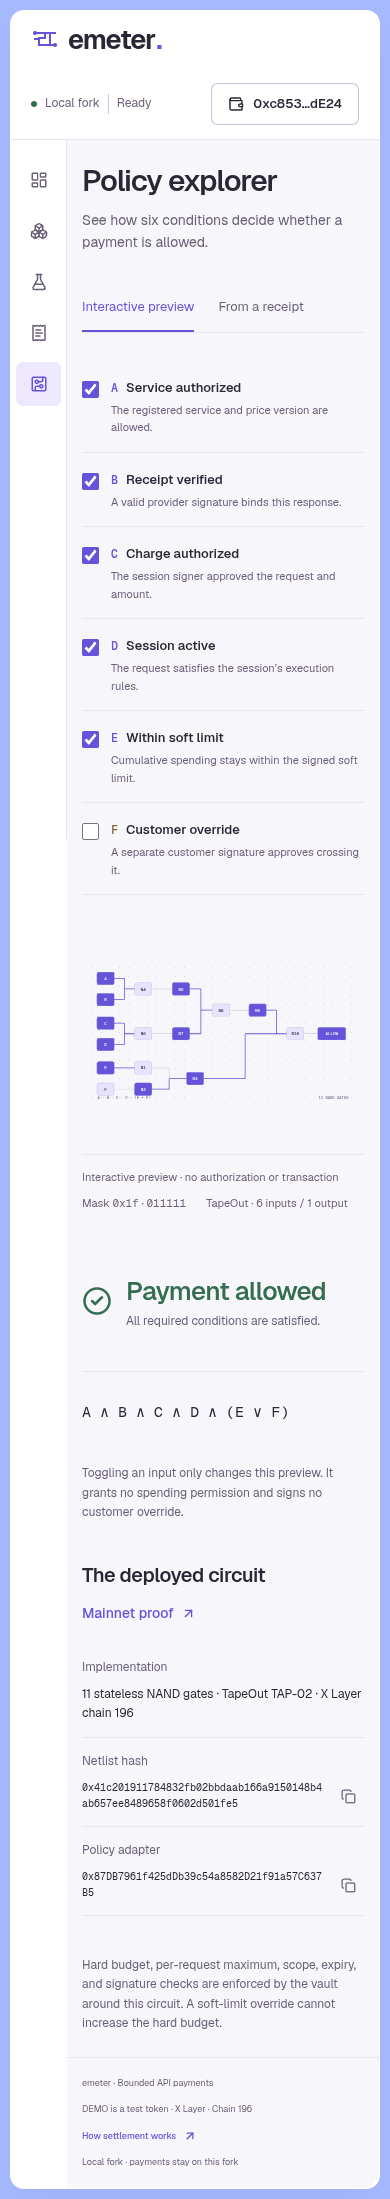 emeter.
Local fork
Ready
0xc853...dE24
Policy explorer
See how six conditions decide whether a
payment is allowed.
Interactive preview
From a receipt
A Service authorized
The registered service and price version are
allowed.
B Receipt verified
A valid provider signature binds this response.
C Charge authorized
The session signer approved the request and
amount.
D Session active
The request satisfies the session's execution
rules.
E Within soft limit
Cumulative spending stays within the signed soft
limit.
F Customer override
A separate customer signature approves crossing
it.
A
B
C
D
E
F
ALLOW
Interactive preview · no authorization or transaction
Mask 0x1f · 011111
TapeOut · 6 inputs / 1 output
Payment allowed
All required conditions are satisfied.
A ∧ B ∧ C ∧ D ∧ (E ∨ F)
Toggling an input only changes this preview. It
grants no spending permission and signs no
customer override.
The deployed circuit
Mainnet proof
Implementation
11 stateless NAND gates · TapeOut TAP-02 · X Layer
chain 196
Netlist hash
0x41c201911784832fb02bbdaab166a9150148b4
ab657ee8489658f0602d501fe5
Policy adapter
0x87DB7961f425dDb39c54a8582D21f91a57C637
B5
Hard budget, per-request maximum, scope, expiry,
and signature checks are enforced by the vault
around this circuit. A soft-limit override cannot
increase the hard budget.
emeter · Bounded API payments
DEMO is a test token · X Layer · Chain 196
How settlement works
Local fork · payments stay on this fork